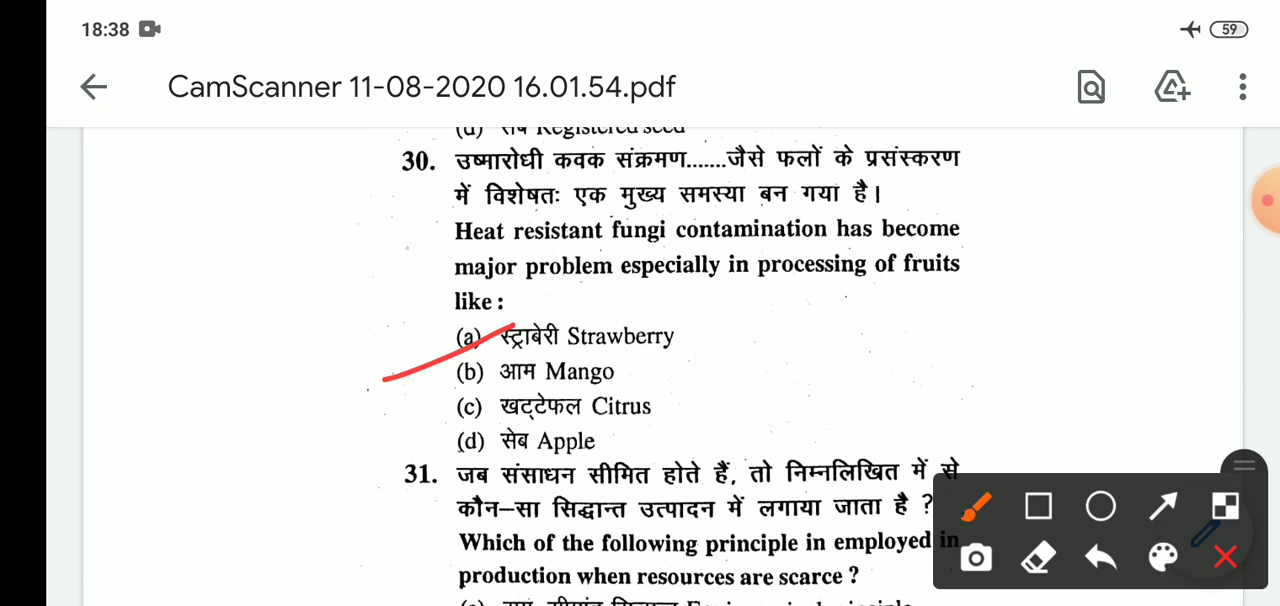 18:38
59
CamScanner 11-08-2020 16.01.54.pdf
(d) सब Registered seed
30. उष्मारोधी कवक संक्रमण.......जैसे फलों के प्रसंस्करण
में विशेषतः एक मुख्य समस्या बन गया है।
Heat resistant fungi contamination has become
major problem especially in processing of fruits
like :
(a) स्ट्राबेरी Strawberry
(b) आम Mango
(c) खट्टेफल Citrus
(d) सेब Apple
31. जब संसाधन सीमित होते हैं, तो निम्नलिखित में से
कौन–सा सिद्धान्त उत्पादन में लगाया जाता है ?
Which of the following principle in employed in
production when resources are scarce ?